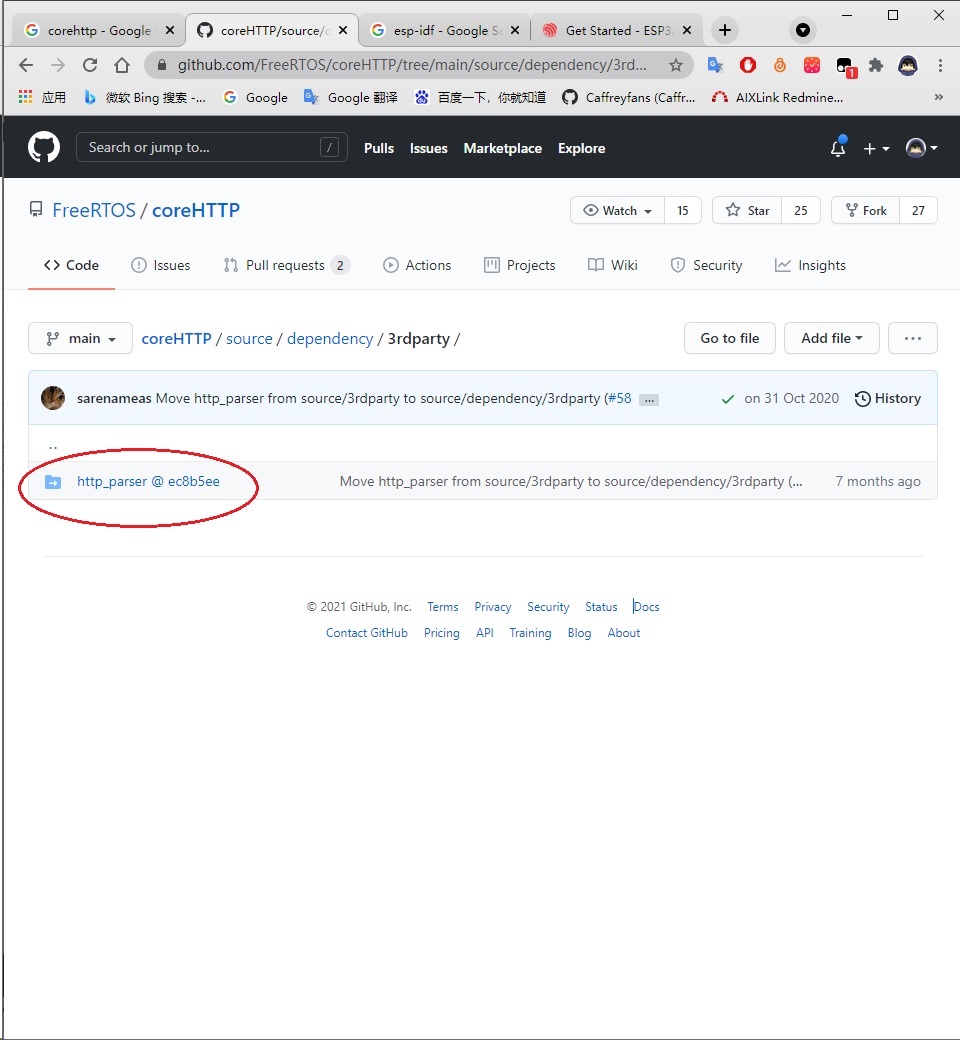 corehttp - Google
coreHTTP/source/d
esp-idf - Google Se
Get Started - ESP32
github.com/FreeRTOS/coreHTTP/tree/main/source/dependency/3rd...
1
应用
微软 Bing 搜索 -...
Google
Google 翻译
百度一下，你就知道
Caffreyfans (Caffr...
AIXLink Redmine...
»
Search or jump to... /
Pulls
Issues
Marketplace
Explore
FreeRTOS / coreHTTP
Watch 15
Star 25
Fork 27
<> Code
Issues
Pull requests 2
Actions
Projects
Wiki
Security
Insights
main
coreHTTP / source / dependency / 3rdparty /
Go to file
Add file
...
sarenameas Move http_parser from source/3rdparty to source/dependency/3rdparty (#58 ...
on 31 Oct 2020
History
..
http_parser @ ec8b5ee
Move http_parser from source/3rdparty to source/dependency/3rdparty (...
7 months ago
© 2021 GitHub, Inc. Terms Privacy Security Status Docs
Contact GitHub Pricing API Training Blog About